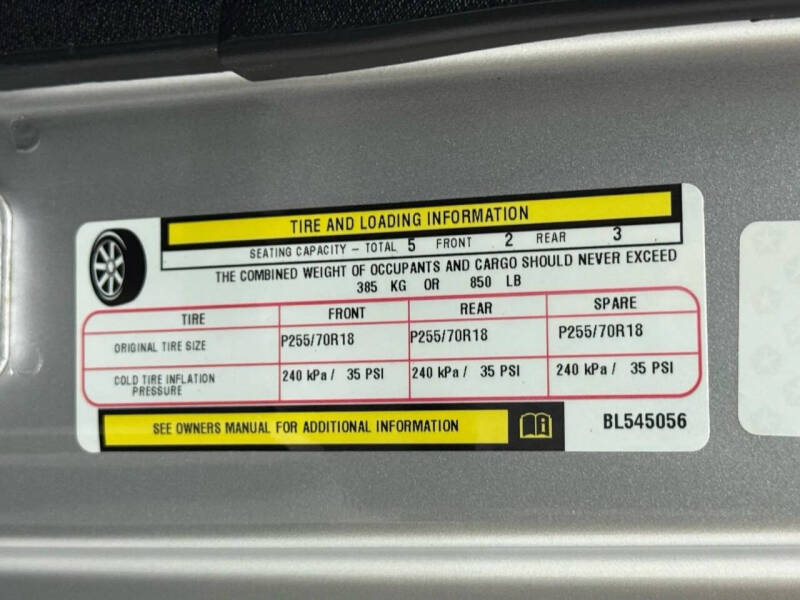 TIRE AND LOADING INFORMATION
SEATING CAPACITY – TOTAL 5 FRONT 2 REAR 3
THE COMBINED WEIGHT OF OCCUPANTS AND CARGO SHOULD NEVER EXCEED
385 KG OR 850 LB
TIRE FRONT REAR SPARE
ORIGINAL TIRE SIZE P255/70R18 P255/70R18 P255/70R18
COLD TIRE INFLATION
PRESSURE 240 kPa / 35 PSI 240 kPa / 35 PSI 240 kPa / 35 PSI
SEE OWNERS MANUAL FOR ADDITIONAL INFORMATION i BL545056